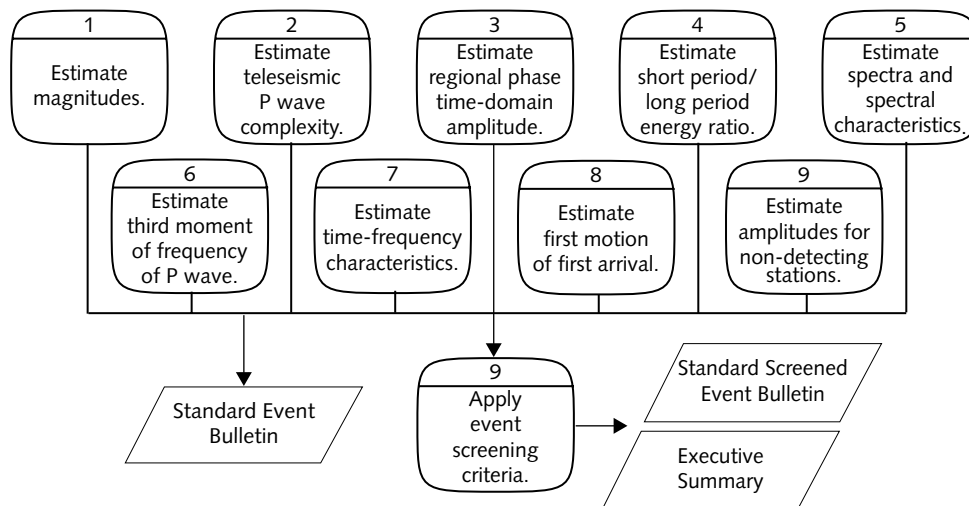 1
Estimate
magnitudes.
2
Estimate
teleseismic
P wave
complexity.
3
Estimate
regional phase
time-domain
amplitude.
4
Estimate
short period/
long period
energy ratio.
5
Estimate
spectra and
spectral
characteristics.
6
Estimate
third moment
of frequency
of P wave.
7
Estimate
time-frequency
characteristics.
8
Estimate
first motion
of first arrival.
9
Estimate
amplitudes for
non-detecting
stations.
Standard Event
Bulletin
9
Apply
event
screening
criteria.
Standard Screened
Event Bulletin
Executive
Summary